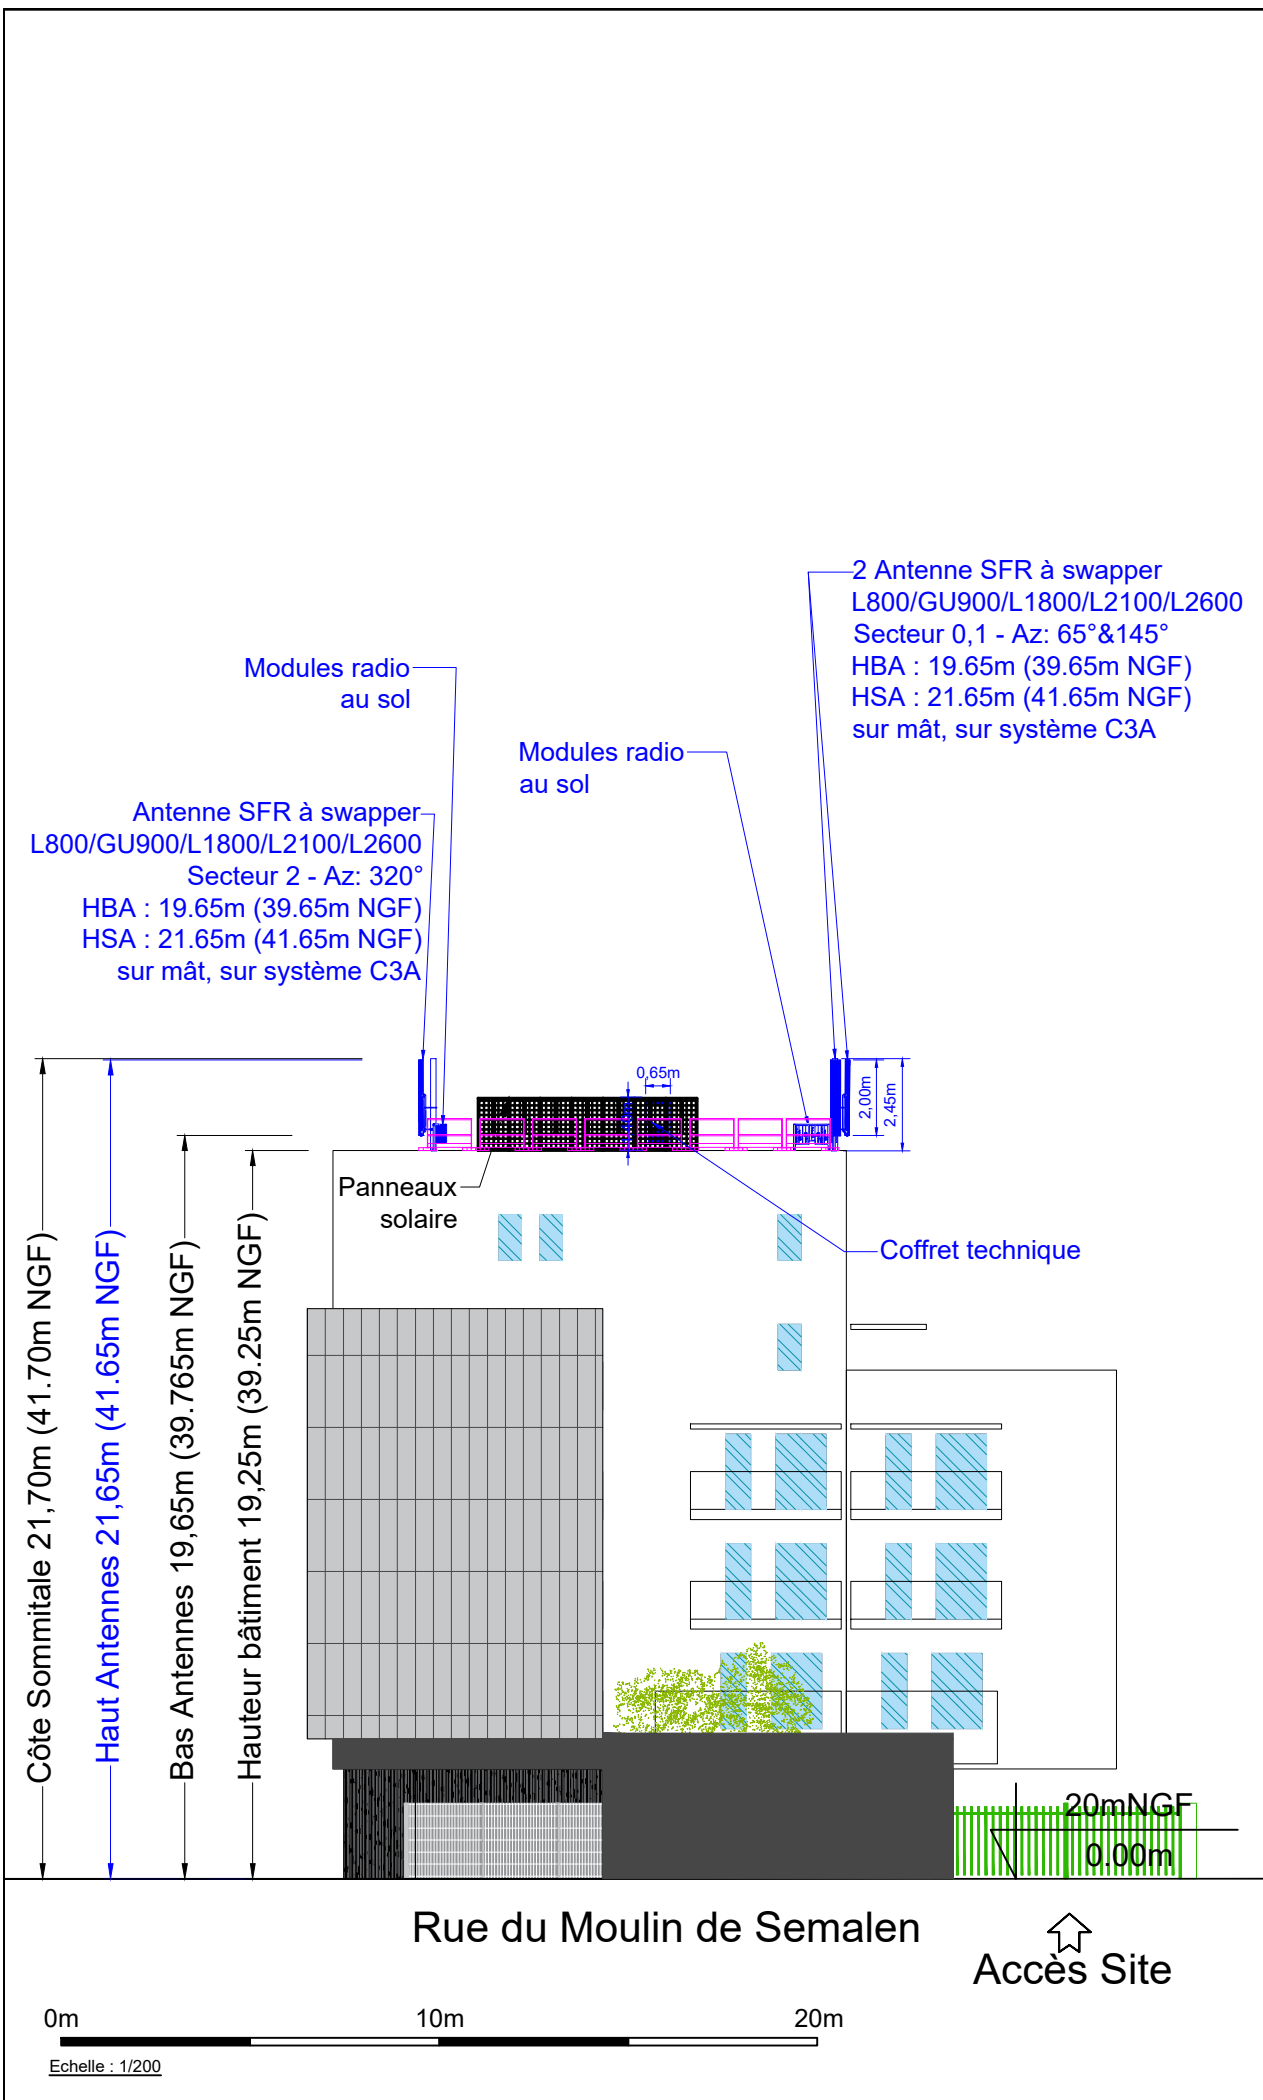 2 Antenne SFR à swapper
L800/GU900/L1800/L2100/L2600
Secteur 0,1 - Az: 65°&145°
HBA : 19.65m (39.65m NGF)
HSA : 21.65m (41.65m NGF)
sur mât, sur système C3A
Modules radio
au sol
Modules radio
au sol
Antenne SFR à swapper
L800/GU900/L1800/L2100/L2600
Secteur 2 - Az: 320°
HBA : 19.65m (39.65m NGF)
HSA : 21.65m (41.65m NGF)
sur mât, sur système C3A
0,65m
2,00m
2,45m
Panneaux
solaire
Coffret technique
Côte Sommitale 21,70m (41.70m NGF)
Haut Antennes 21,65m (41.65m NGF)
Bas Antennes 19,65m (39.765m NGF)
Hauteur bâtiment 19,25m (39.25m NGF)
20mNGF
0.00m
Rue du Moulin de Semalen
Accès Site
0m
10m
20m
Echelle : 1/200